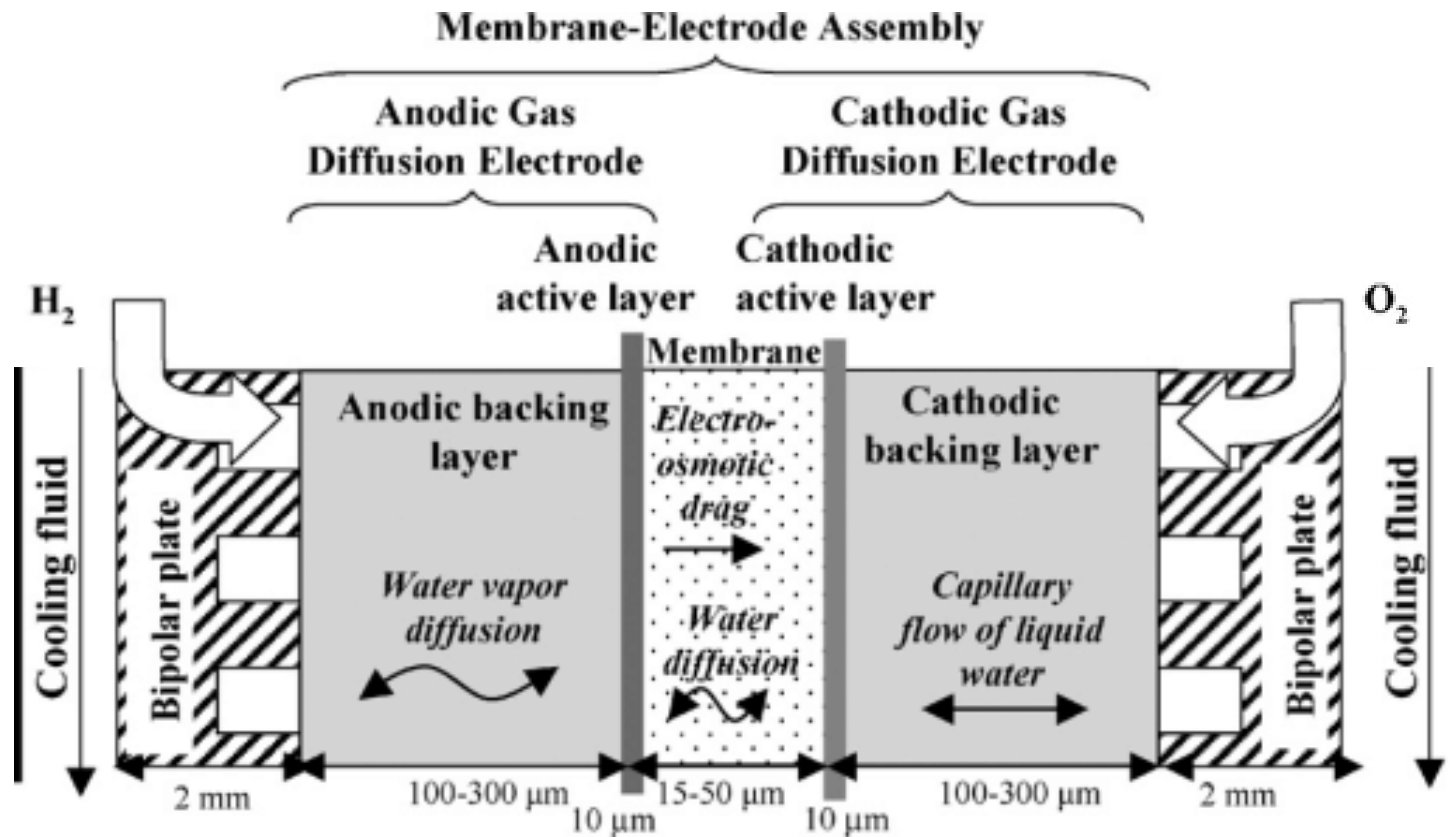 Membrane-Electrode Assembly
Anodic Gas
Diffusion Electrode
Cathodic Gas
Diffusion Electrode
Anodic
active layer
Cathodic
active layer
H₂
O₂
Membrane
Anodic backing
layer
Electro-
osmotic
drag
Cathodic
backing layer
Cooling fluid
Bipolar plate
Water vapor
diffusion
Water
diffusion
Capillary
flow of liquid
water
Bipolar plate
Cooling fluid
2 mm
100-300 µm
10 µm
15-50 µm
10 µm
100-300 µm
2 mm